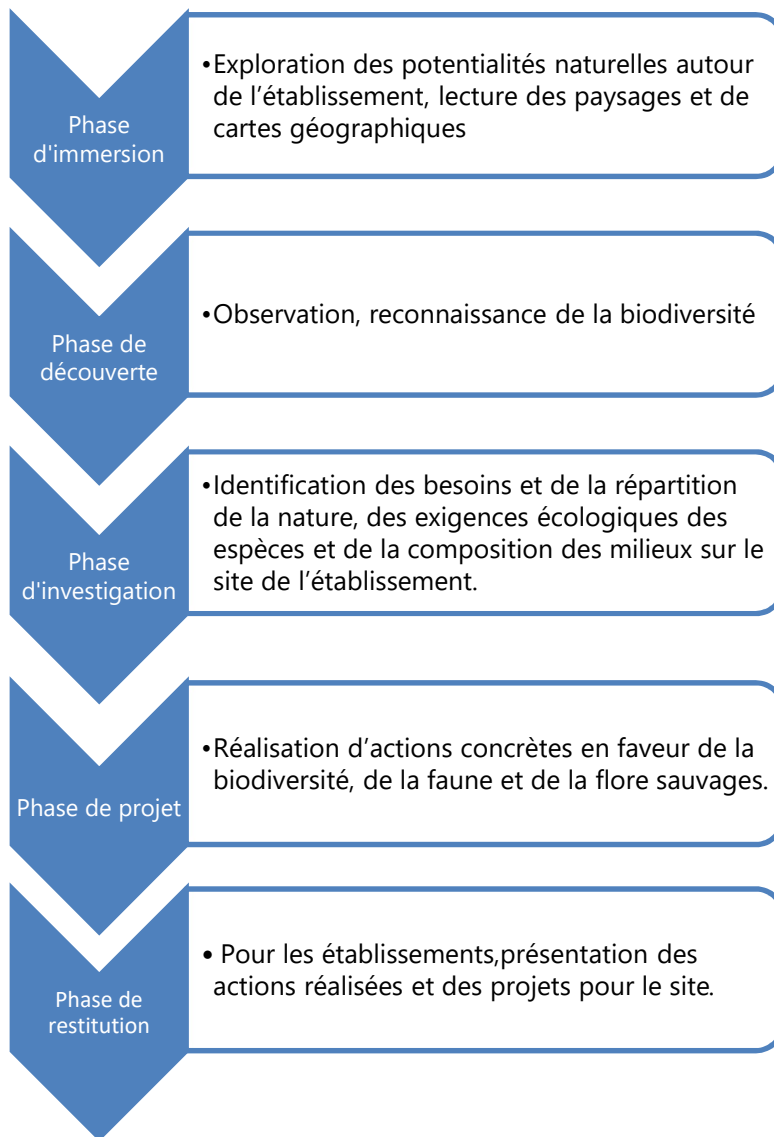 Phase
d'immersion
•Exploration des potentialités naturelles autour
de l’établissement, lecture des paysages et de
cartes géographiques
Phase de
découverte
•Observation, reconnaissance de la biodiversité
Phase
d'investigation
•Identification des besoins et de la répartition
de la nature, des exigences écologiques des
espèces et de la composition des milieux sur le
site de l’établissement.
Phase de projet
•Réalisation d’actions concrètes en faveur de la
biodiversité, de la faune et de la flore sauvages.
Phase de
restitution
• Pour les établissements,présentation des
actions réalisées et des projets pour le site.